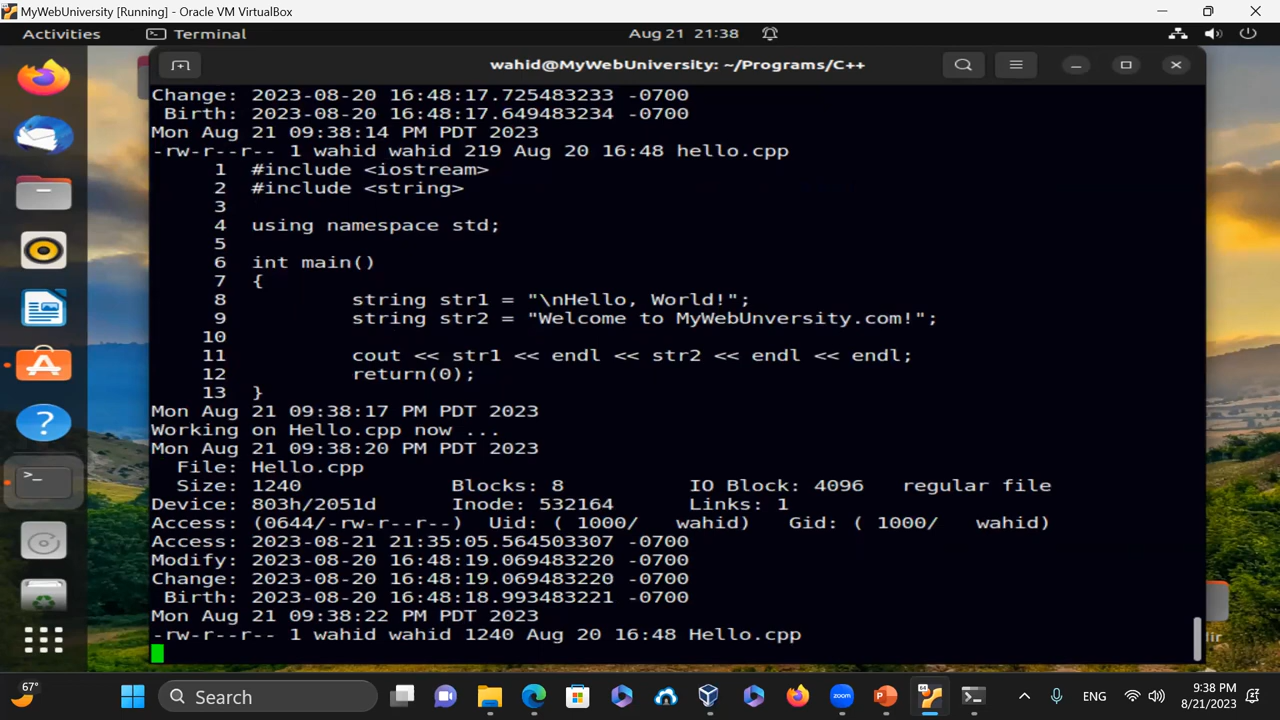 MyWebUniversity [Running] - Oracle VM VirtualBox
Activities Terminal Aug 21 21:38
wahid@MyWebUniversity: ~/Programs/C++
Change: 2023-08-20 16:48:17.725483233 -0700
Birth: 2023-08-20 16:48:17.649483234 -0700
Mon Aug 21 09:38:14 PM PDT 2023
-rw-r--r-- 1 wahid wahid 219 Aug 20 16:48 hello.cpp
1 #include <iostream>
2 #include <string>
3
4 using namespace std;
5
6 int main()
7 {
8 string str1 = "\nHello, World!";
9 string str2 = "Welcome to MyWebUnversity.com!";
10
11 cout << str1 << endl << str2 << endl << endl;
12 return(0);
13 }
Mon Aug 21 09:38:17 PM PDT 2023
Working on Hello.cpp now ...
Mon Aug 21 09:38:20 PM PDT 2023
File: Hello.cpp
Size: 1240 Blocks: 8 IO Block: 4096 regular file
Device: 803h/2051d Inode: 532164 Links: 1
Access: (0644/-rw-r--r--) Uid: ( 1000/ wahid) Gid: ( 1000/ wahid)
Access: 2023-08-21 21:35:05.564503307 -0700
Modify: 2023-08-20 16:48:19.069483220 -0700
Change: 2023-08-20 16:48:19.069483220 -0700
Birth: 2023-08-20 16:48:18.993483221 -0700
Mon Aug 21 09:38:22 PM PDT 2023
-rw-r--r-- 1 wahid wahid 1240 Aug 20 16:48 Hello.cpp
dir
67°
Search
zoom
64
ENG
9:38 PM
8/21/2023